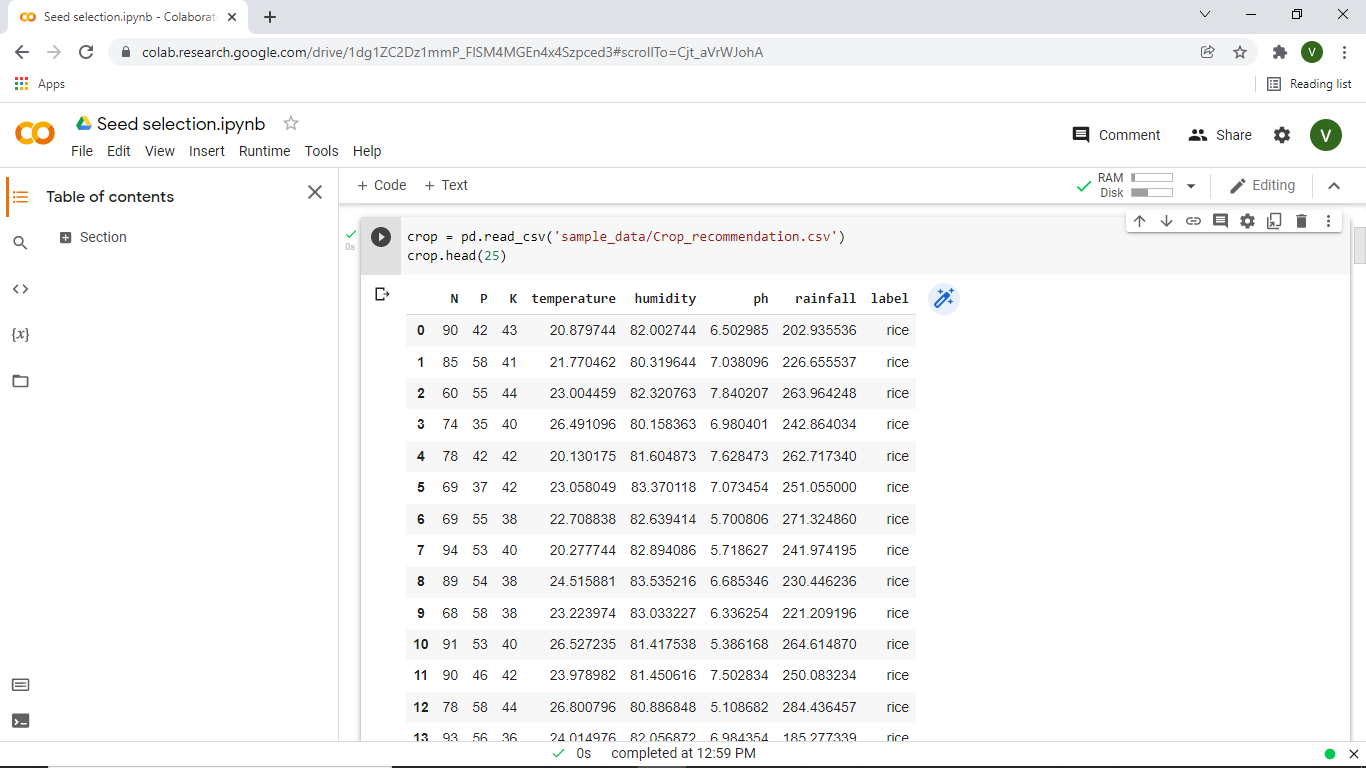 Seed selection.ipynb - Colaborat
colab.research.google.com/drive/1dg1ZC2Dz1mmP_FlSM4MGEn4x4Szpced3#scrollTo=Cjt_aVrWJohA
V
Apps
Reading list
Seed selection.ipynb
File Edit View Insert Runtime Tools Help
Comment
Share
V
Table of contents
Section
+ Code + Text
RAM
Disk
Editing
0s
crop = pd.read_csv('sample_data/Crop_recommendation.csv')
crop.head(25)
N P K temperature humidity ph rainfall label
0 90 42 43 20.879744 82.002744 6.502985 202.935536 rice
1 85 58 41 21.770462 80.319644 7.038096 226.655537 rice
2 60 55 44 23.004459 82.320763 7.840207 263.964248 rice
3 74 35 40 26.491096 80.158363 6.980401 242.864034 rice
4 78 42 42 20.130175 81.604873 7.628473 262.717340 rice
5 69 37 42 23.058049 83.370118 7.073454 251.055000 rice
6 69 55 38 22.708838 82.639414 5.700806 271.324860 rice
7 94 53 40 20.277744 82.894086 5.718627 241.974195 rice
8 89 54 38 24.515881 83.535216 6.685346 230.446236 rice
9 68 58 38 23.223974 83.033227 6.336254 221.209196 rice
10 91 53 40 26.527235 81.417538 5.386168 264.614870 rice
11 90 46 42 23.978982 81.450616 7.502834 250.083234 rice
12 78 58 44 26.800796 80.886848 5.108682 284.436457 rice
13 93 56 36 24.014976 82.056872 6.984354 185.277339 rice
{x}
0s completed at 12:59 PM